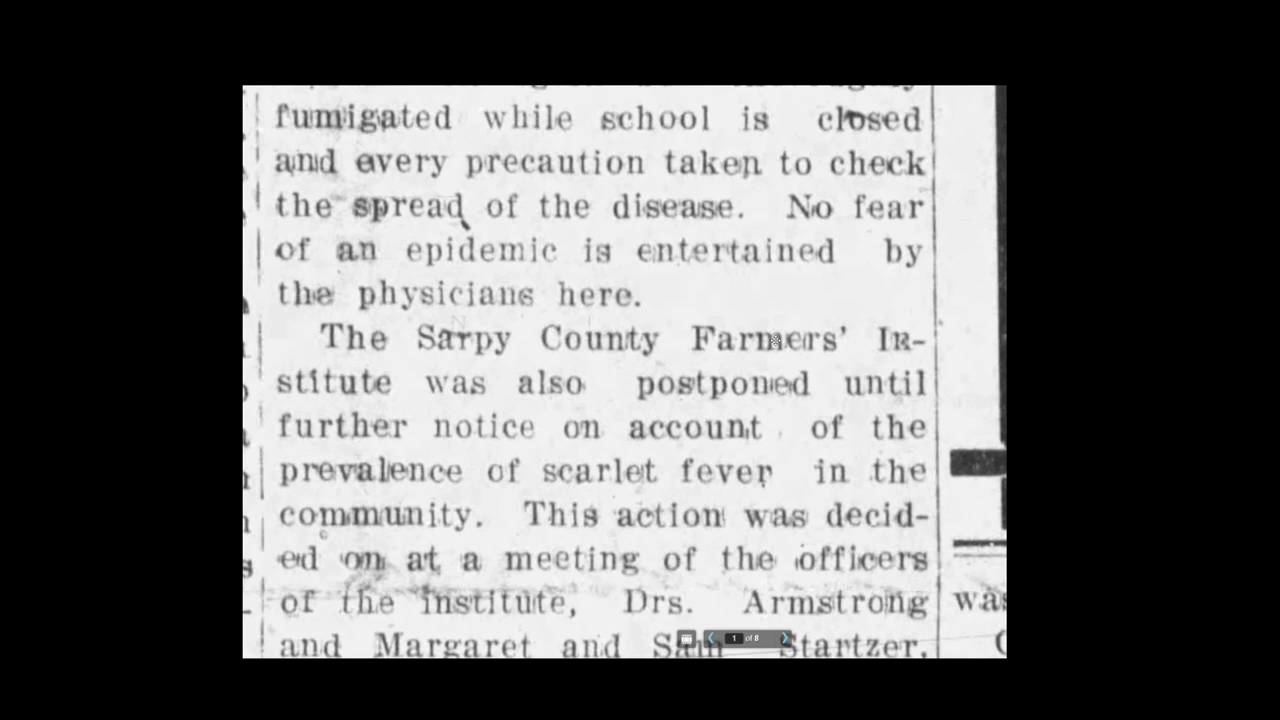 fumigated while school is closed
and every precaution taken to check
the spread of the disease. No fear
of an epidemic is entertained by
the physicians here.
The Sarpy County Farmers' In-
stitute was also postponed until
further notice on account of the
prevalence of scarlet fever in the
community. This action was decid-
ed on at a meeting of the officers
of the institute, Drs. Armstrong
was
and Margaret and Sam Startzer,
1 of 8